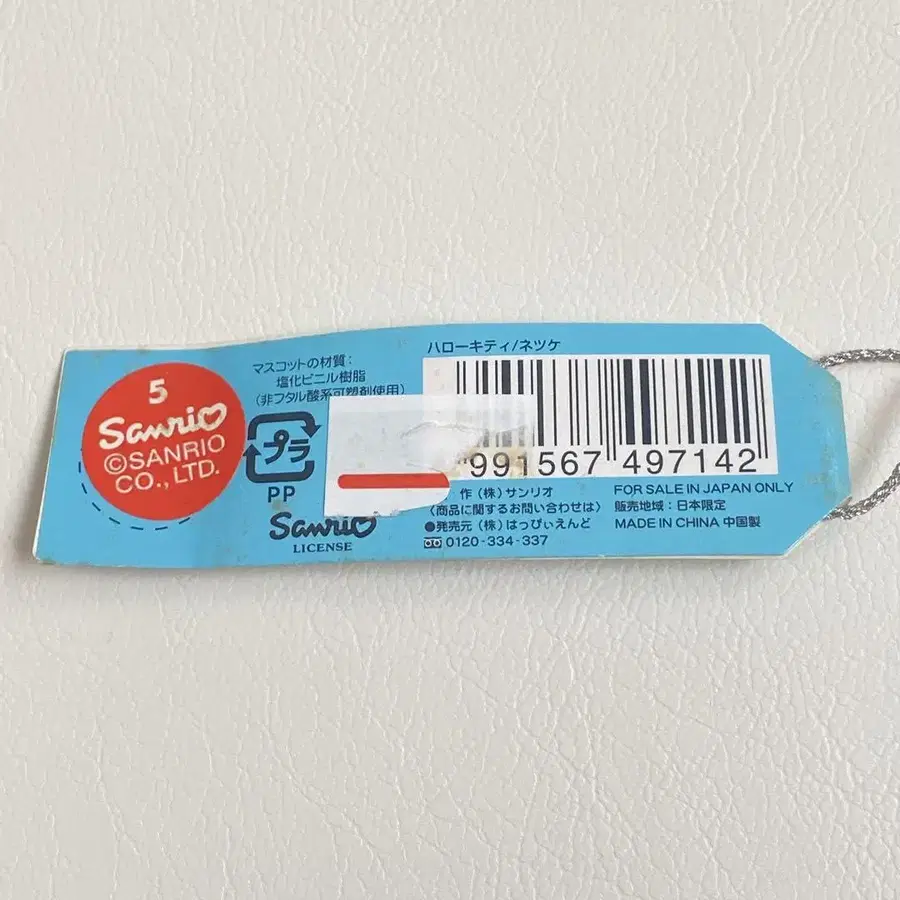 5
Sanrio
©SANRIO
CO., LTD.
マスコットの材質:
塩化ビニル樹脂
(非フタル酸系可塑剤使用)
プラ
PP
Sanrio
LICENSE
ハローキティ/ネツケ
991567 497142
作 (株) サンリオ
〈商品に関するお問い合わせは〉
●発売元 (株) はっぴぃえんど
0120-334-337
FOR SALE IN JAPAN ONLY
販売地域:日本限定
MADE IN CHINA 中国製